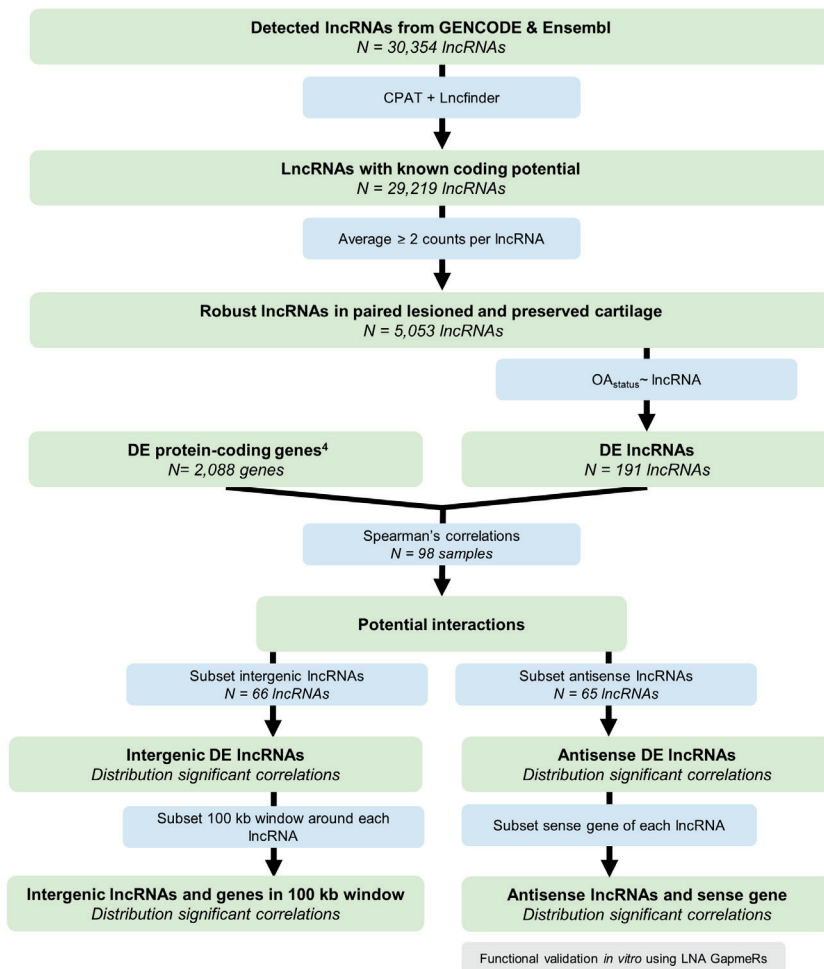 Detected lncRNAs from GENCODE & Ensembl
N = 30,354 lncRNAs
CPAT + Lncfinder
LncRNAs with known coding potential
N = 29,219 lncRNAs
Average ≥ 2 counts per lncRNA
Robust lncRNAs in paired lesioned and preserved cartilage
N = 5,053 lncRNAs
OAstatus~ lncRNA
DE protein-coding genes⁴
N= 2,088 genes
DE lncRNAs
N = 191 lncRNAs
Spearman's correlations
N = 98 samples
Potential interactions
Subset intergenic lncRNAs
N = 66 lncRNAs
Subset antisense lncRNAs
N = 65 lncRNAs
Intergenic DE lncRNAs
Distribution significant correlations
Antisense DE lncRNAs
Distribution significant correlations
Subset 100 kb window around each
lncRNA
Subset sense gene of each lncRNA
Intergenic lncRNAs and genes in 100 kb window
Distribution significant correlations
Antisense lncRNAs and sense gene
Distribution significant correlations
Functional validation in vitro using LNA GapmeRs